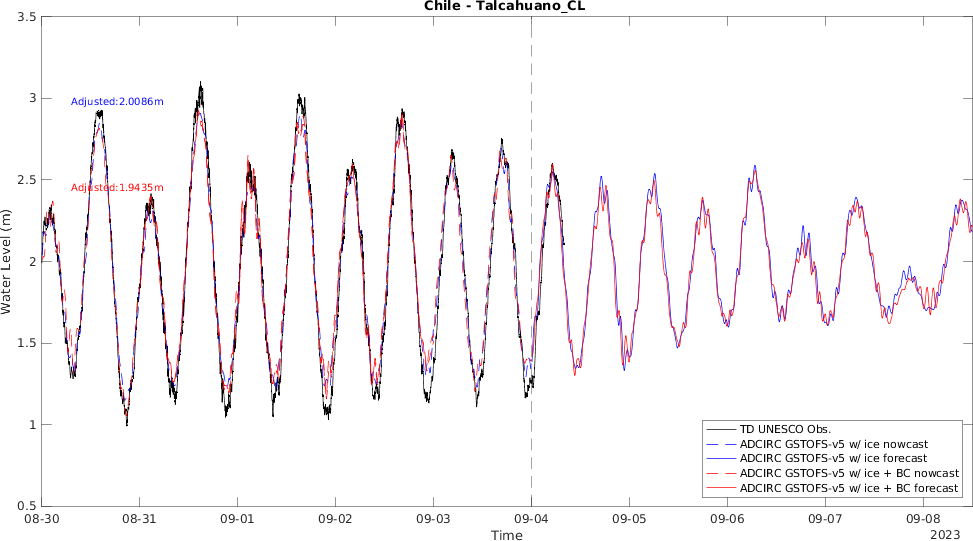 Chile - Talcahuano_CL
3.5
3
2.5
2
1.5
1
0.5
Water Level (m)
Adjusted:2.0086m
Adjusted:1.9435m
TD UNESCO Obs.
ADCIRC GSTOFS-v5 w/ ice nowcast
ADCIRC GSTOFS-v5 w/ ice forecast
ADCIRC GSTOFS-v5 w/ ice + BC nowcast
ADCIRC GSTOFS-v5 w/ ice + BC forecast
08-30 08-31 09-01 09-02 09-03 09-04 09-05 09-06 09-07 09-08
Time
2023